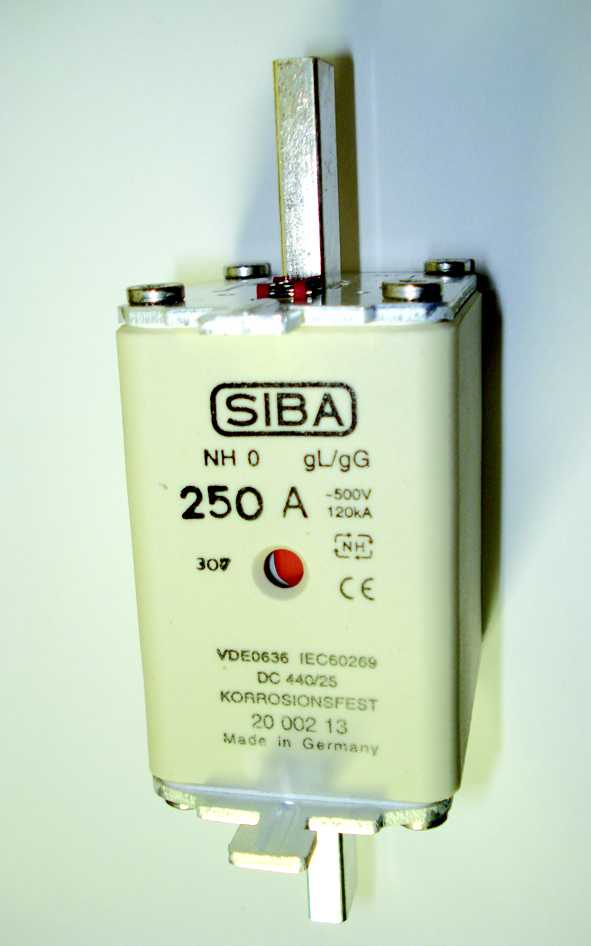 SIBA
NH 0 gL/gG
250 A ~500V
120kA
NH
307
CE
VDE0636 IEC60269
DC 440/25
KORROSIONSFEST
20 002 13
Made in Germany